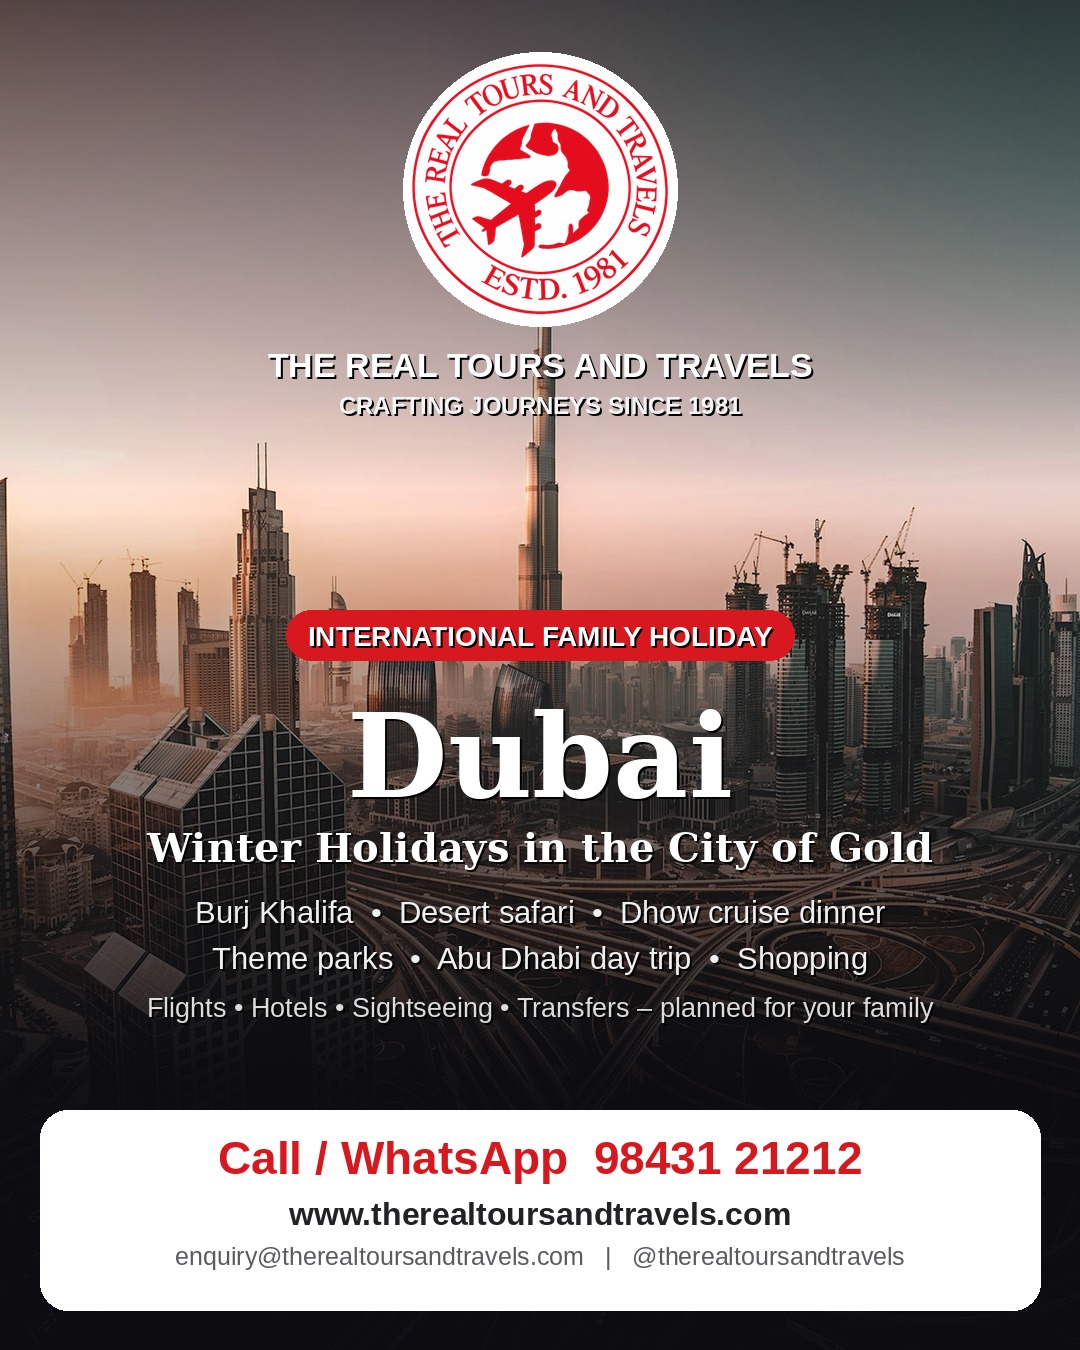 THE REAL TOURS AND TRAVELS
ESTD. 1981
THE REAL TOURS AND TRAVELS
CRAFTING JOURNEYS SINCE 1981
INTERNATIONAL FAMILY HOLIDAY
Dubai
Winter Holidays in the City of Gold
Burj Khalifa • Desert safari • Dhow cruise dinner
Theme parks • Abu Dhabi day trip • Shopping
Flights • Hotels • Sightseeing • Transfers – planned for your family
Call / WhatsApp 98431 21212
www.therealtoursandtravels.com
enquiry@therealtoursandtravels.com | @therealtoursandtravels